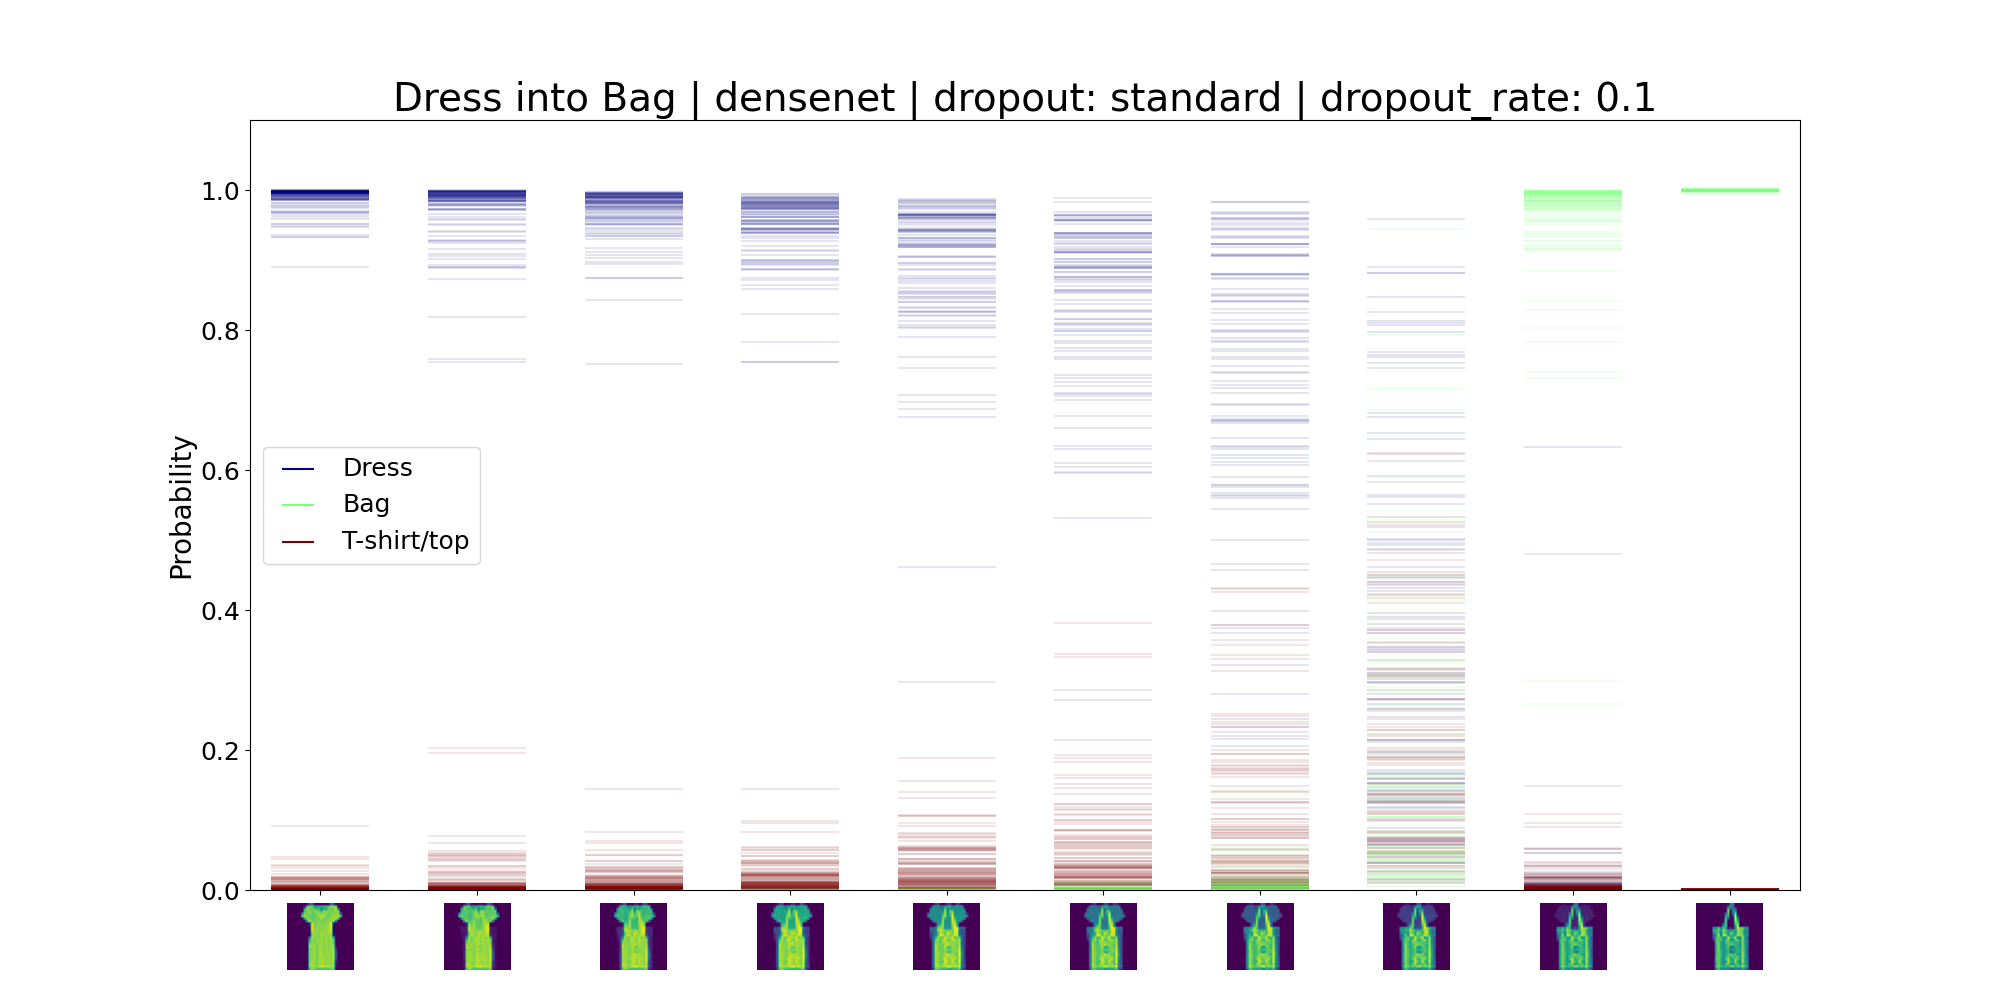 Dress into Bag | densenet | dropout: standard | dropout_rate: 0.1
Probability
1.0
0.8
0.6
0.4
0.2
0.0
Dress
Bag
T-shirt/top